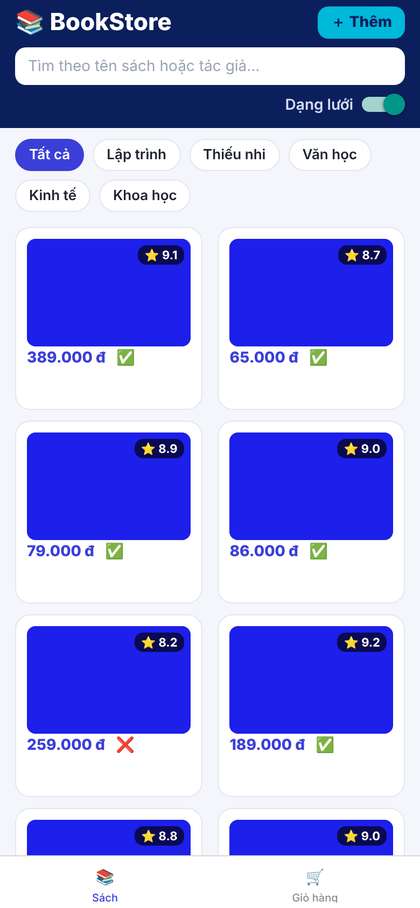 📚 BookStore
+ Thêm
Tìm theo tên sách hoặc tác giả...
Dạng lưới
Tất cả
Lập trình
Thiếu nhi
Văn học
Kinh tế
Khoa học
⭐ 9.1
389.000 đ ✅
⭐ 8.7
65.000 đ ✅
⭐ 8.9
79.000 đ ✅
⭐ 9.0
86.000 đ ✅
⭐ 8.2
259.000 đ ❌
⭐ 9.2
189.000 đ ✅
⭐ 8.8
⭐ 9.0
Sách
Giỏ hàng